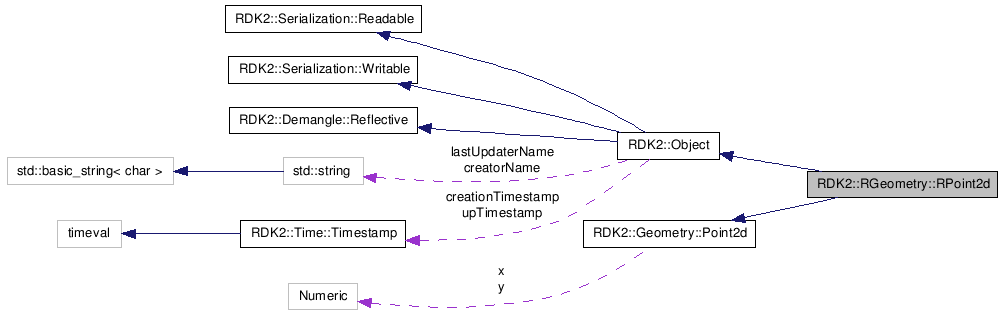 RDK2::Serialization::Readable
RDK2::Serialization::Writable
RDK2::Demangle::Reflective
RDK2::Object
lastUpdaterName
creatorName
std::basic_string< char >
std::string
RDK2::RGeometry::RPoint2d
creationTimestamp
upTimestamp
timeval
RDK2::Time::Timestamp
RDK2::Geometry::Point2d
x
y
Numeric